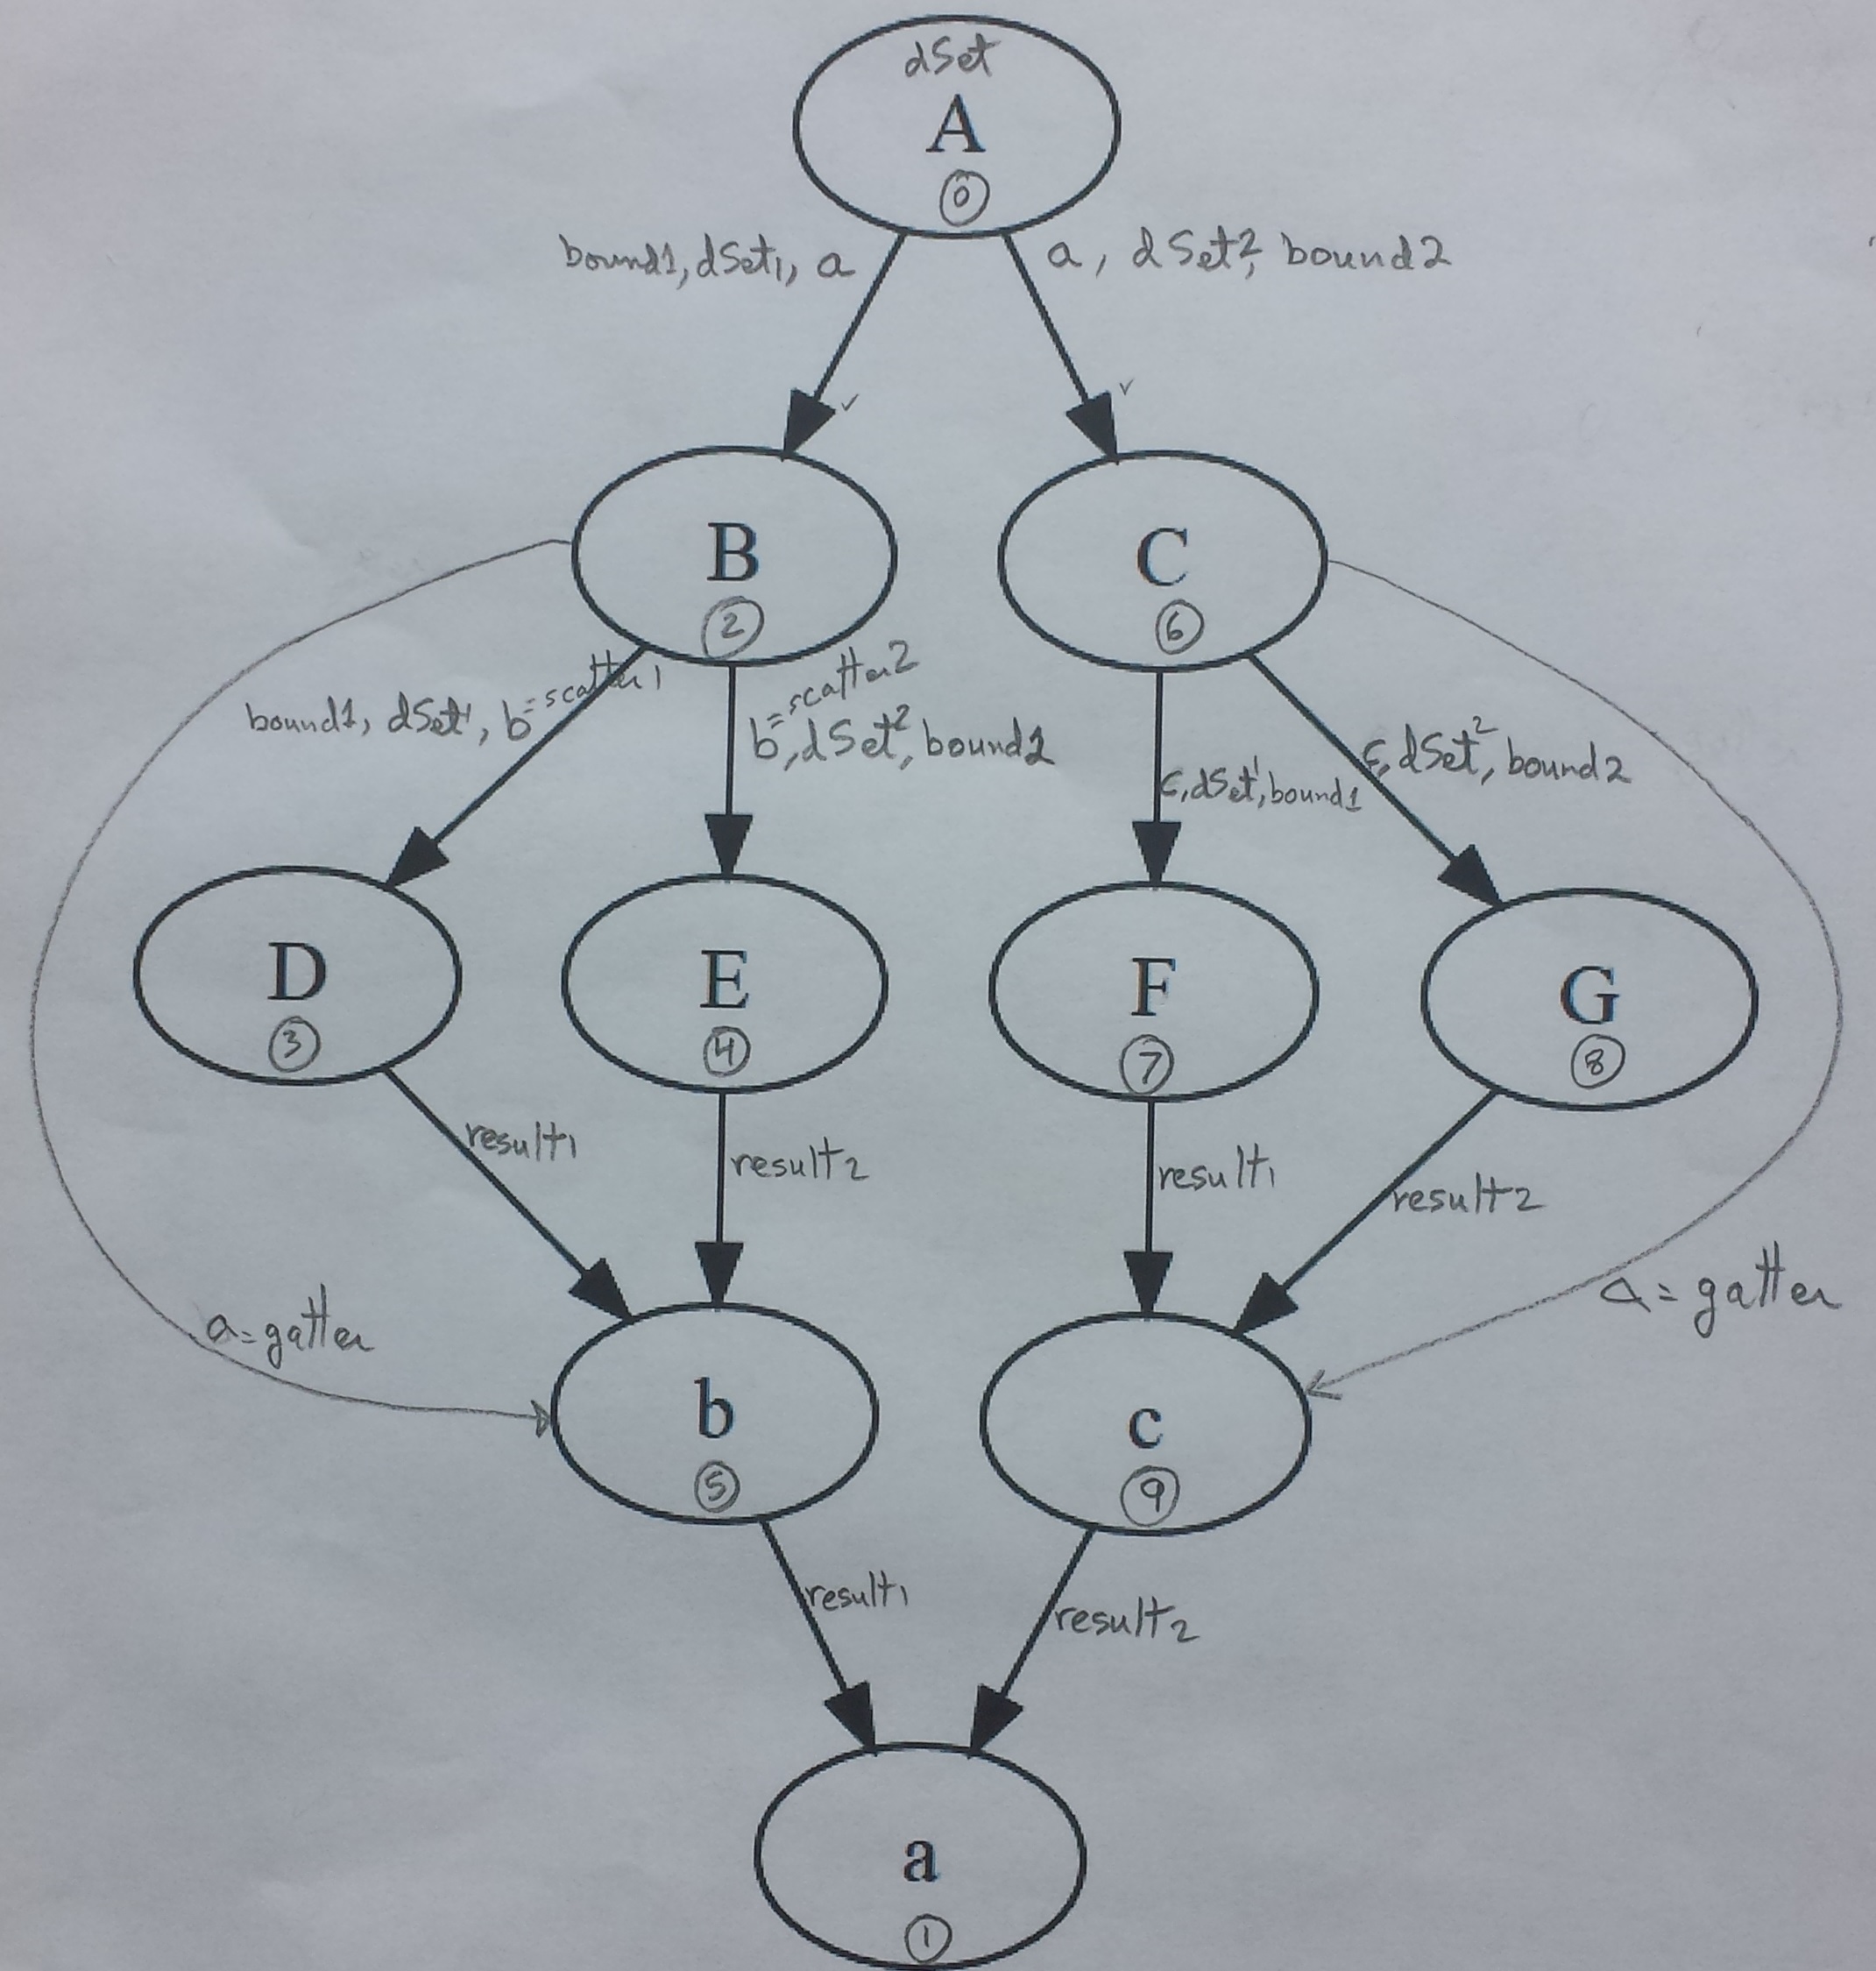 dSet
A
0
bound1, dSet1, a
a, dSet2, bound2
B
2
C
6
bound1, dSet1, b=scatter1
b=scatter2, dSet2, bound2
c, dSet1, bound1
c, dSet2, bound2
D
3
E
4
F
7
G
8
result1
result2
result1
result2
a=gatter
a=gatter
b
5
c
9
result1
result2
a
1